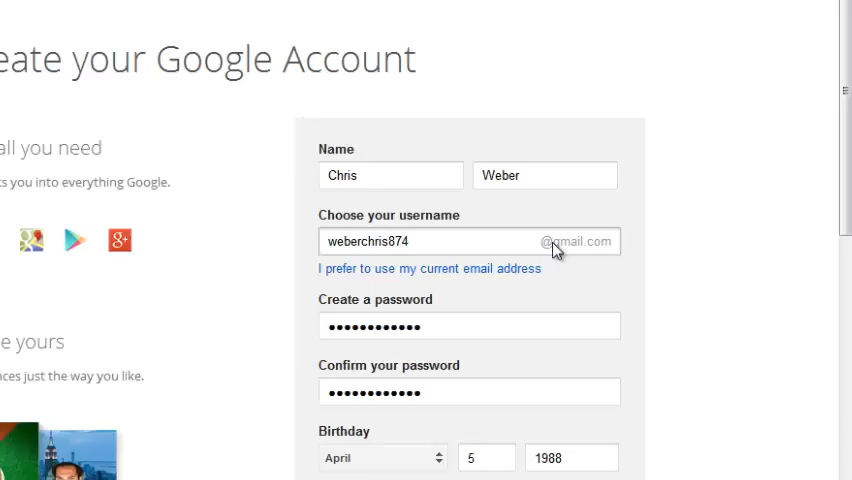 eate your Google Account
all you need
ts you into everything Google.
e yours
nces just the way you like.
Name
Chris Weber
Choose your username
weberchris874 @gmail.com
I prefer to use my current email address
Create a password
••••••••••••
Confirm your password
••••••••••••
Birthday
April 5 1988